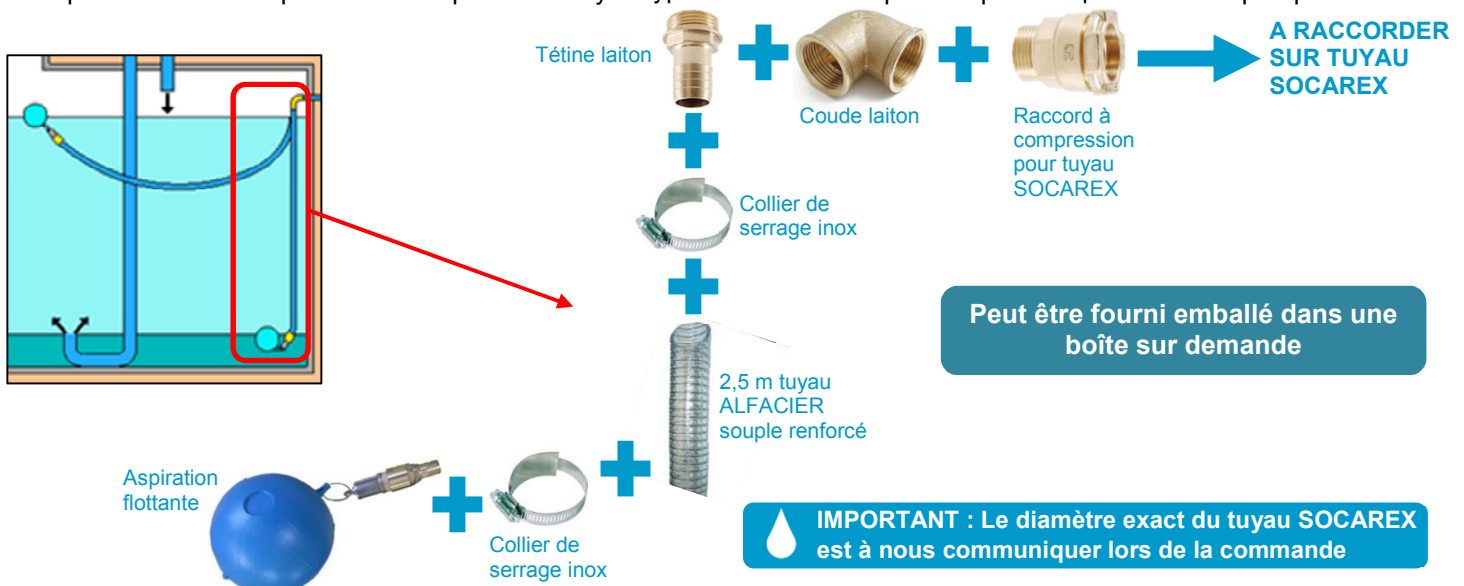 Tétine laiton
Coude laiton
Raccord à
compression
pour tuyau
SOCAREX
A RACCORDER
SUR TUYAU
SOCAREX
Collier de
serrage inox
Peut être fourni emballé dans une
boîte sur demande
2,5 m tuyau
ALFACIER
souple renforcé
Aspiration
flottante
Collier de
serrage inox
IMPORTANT : Le diamètre exact du tuyau SOCAREX
est à nous communiquer lors de la commande